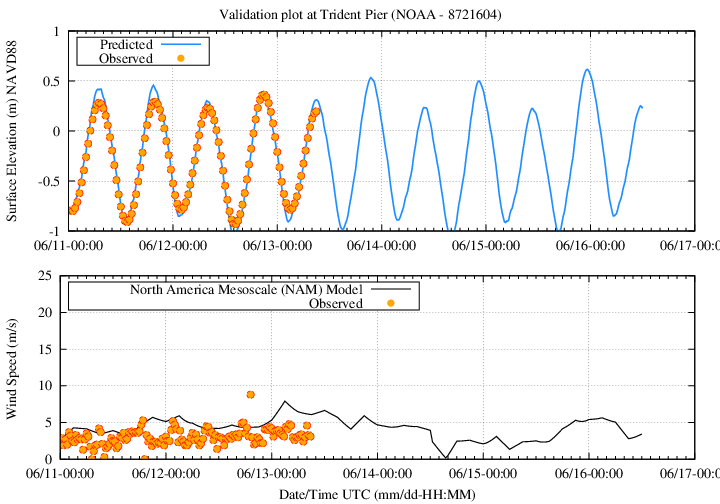 Validation plot at Trident Pier (NOAA - 8721604)
Surface Elevation (m) NAVD88
1
0.5
0
-0.5
-1
Predicted
Observed
06/11-00:00 06/12-00:00 06/13-00:00 06/14-00:00 06/15-00:00 06/16-00:00 06/17-0
Wind Speed (m/s)
25
20
15
10
5
0
North America Mesoscale (NAM) Model
Observed
06/11-00:00 06/12-00:00 06/13-00:00 06/14-00:00 06/15-00:00 06/16-00:00 06/17-0
Date/Time UTC (mm/dd-HH:MM)